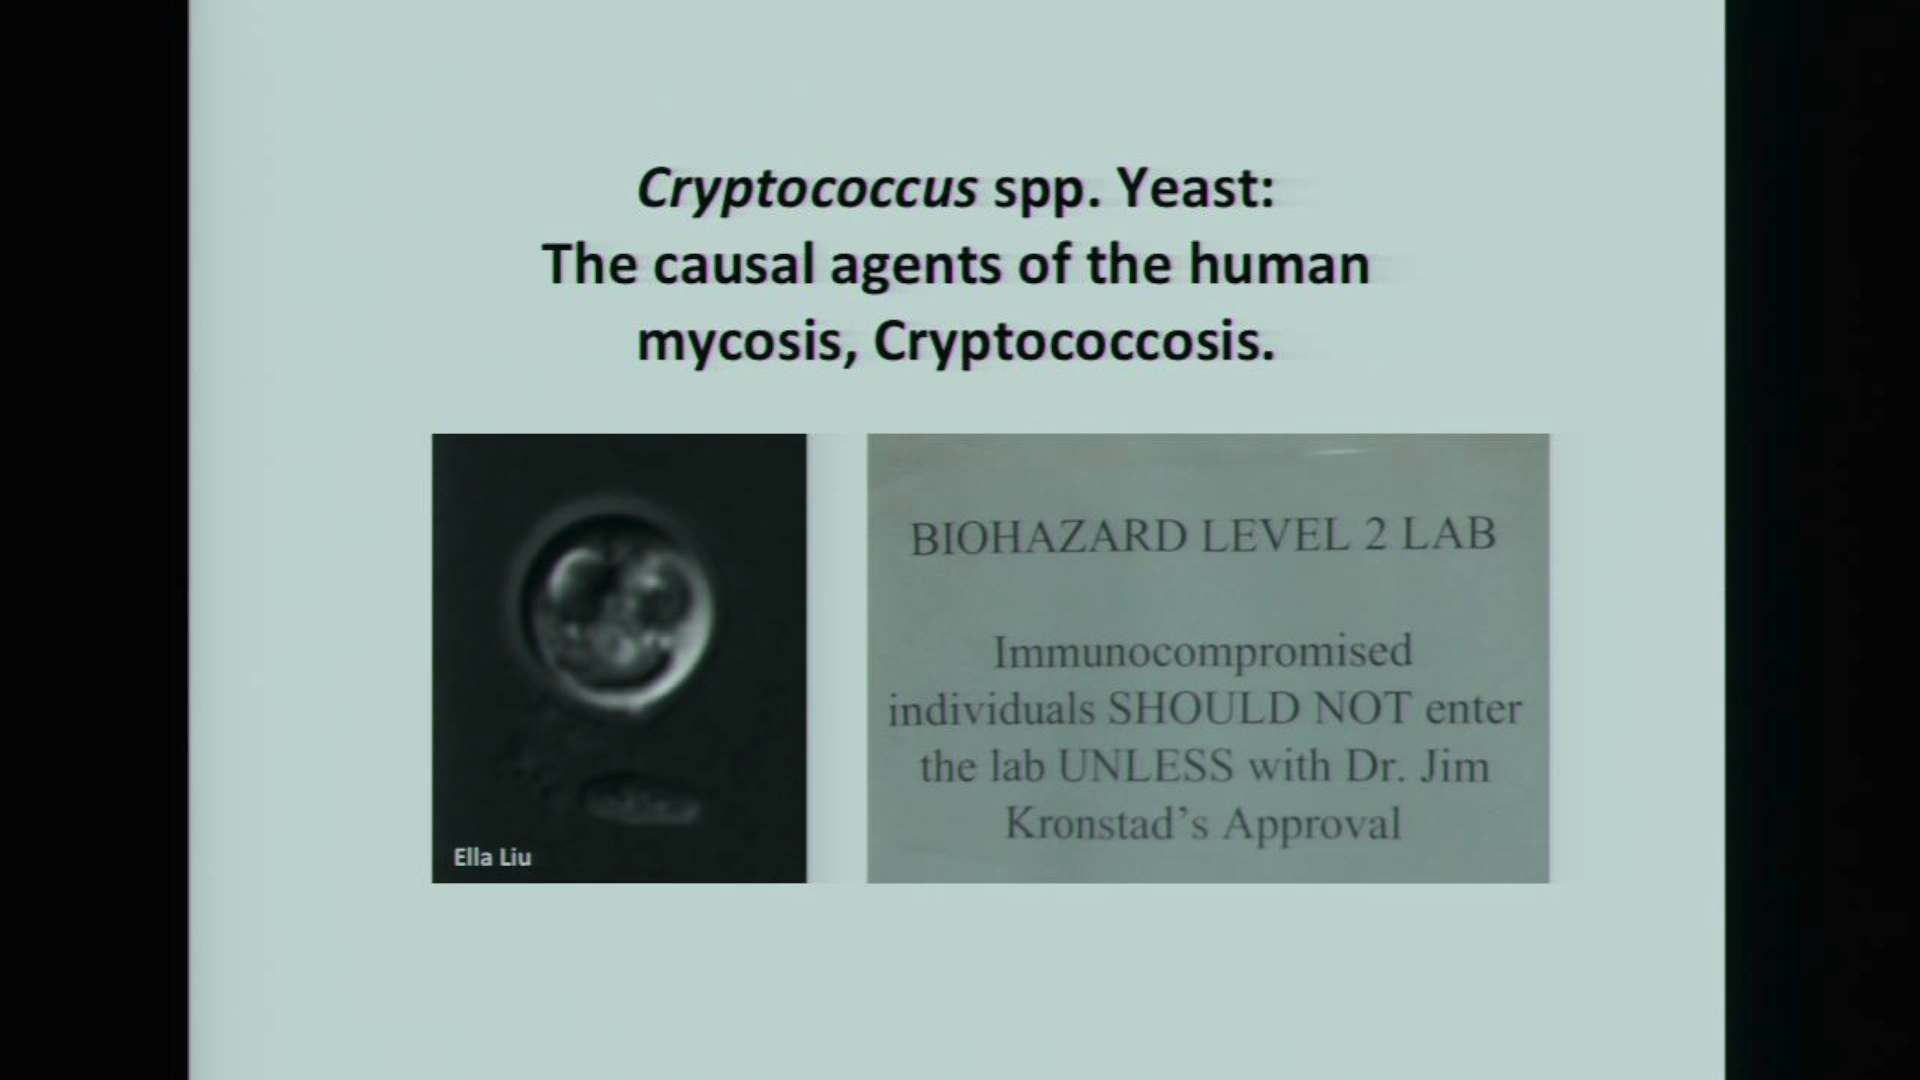 Cryptococcus spp. Yeast:
The causal agents of the human
mycosis, Cryptococcosis.
BIOHAZARD LEVEL 2 LAB
Immunocompromised
individuals SHOULD NOT enter
the lab UNLESS with Dr. Jim
Kronstad's Approval
Ella Liu